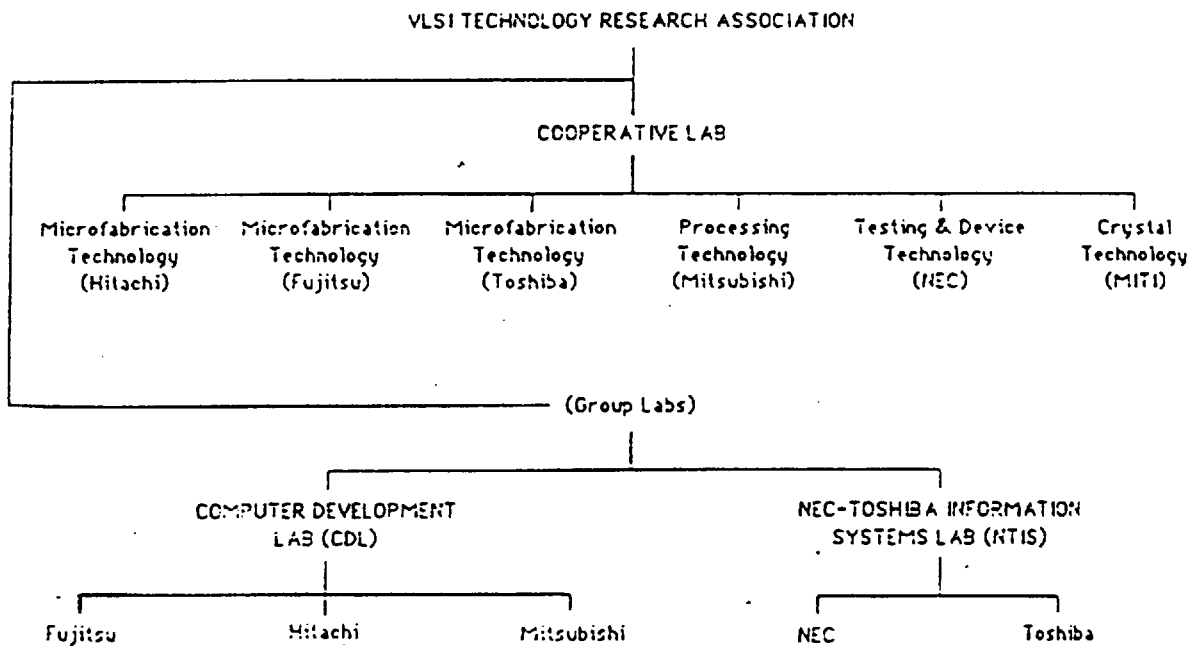 VLSI TECHNOLOGY RESEARCH ASSOCIATION
COOPERATIVE LAB
Microfabrication Technology (Hitachi)
Microfabrication Technology (Fujitsu)
Microfabrication Technology (Toshiba)
Processing Technology (Mitsubishi)
Testing & Device Technology (NEC)
Crystal Technology (MITI)
(Group Labs)
COMPUTER DEVELOPMENT
LAB (CDL)
NEC-TOSHIBA INFORMATION
SYSTEMS LAB (NTIS)
Fujitsu
Hitachi
Mitsubishi
NEC
Toshiba